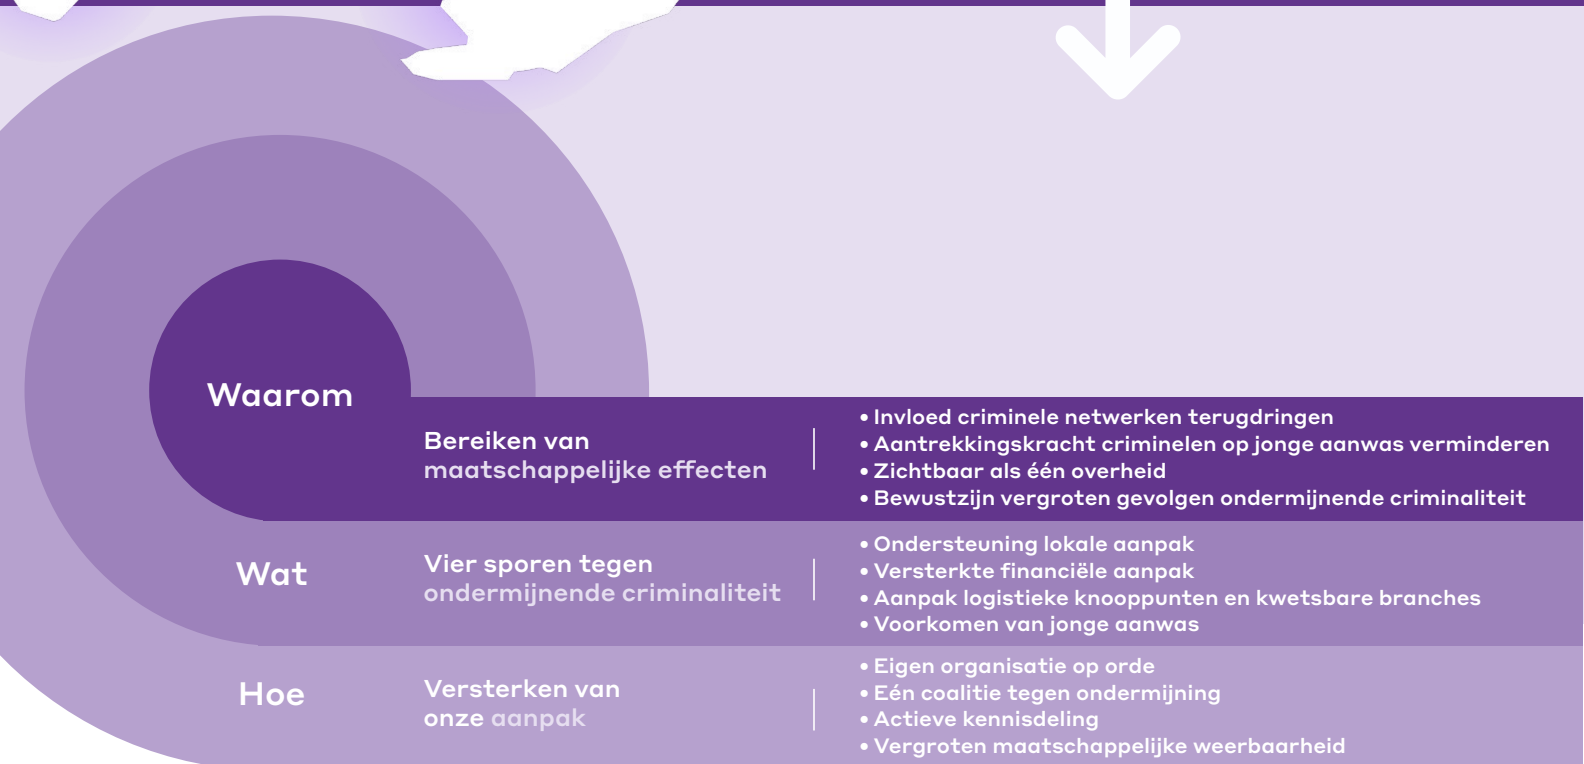 Waarom
Bereiken van
maatschappelijke effecten
• Invloed criminele netwerken terugdringen
• Aantrekkingskracht criminelen op jonge aanwas verminderen
• Zichtbaar als één overheid
• Bewustzijn vergroten gevolgen ondermijnende criminaliteit
Wat
Vier sporen tegen
ondermijnende criminaliteit
• Ondersteuning lokale aanpak
• Versterkte financiële aanpak
• Aanpak logistieke knooppunten en kwetsbare branches
• Voorkomen van jonge aanwas
Hoe
Versterken van
onze aanpak
• Eigen organisatie op orde
• Eén coalitie tegen ondermijning
• Actieve kennisdeling
• Vergroten maatschappelijke weerbaarheid